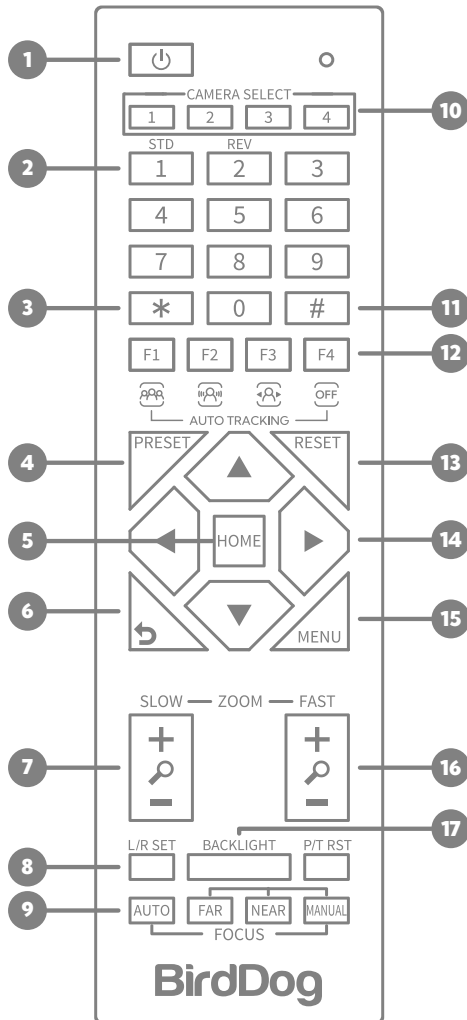 1
CAMERA SELECT
10
1 2 3 4
STD REV
2
1 2 3
4 5 6
7 8 9
3
* 0 #
11
F1 F2 F3 F4
12
OFF
AUTO TRACKING
PRESET RESET
4
13
5
HOME
14
6
MENU
15
SLOW ZOOM FAST
+ +
7
16
- -
17
L/R SET BACKLIGHT P/T RST
8
9
AUTO FAR NEAR MANUAL
FOCUS
BirdDog